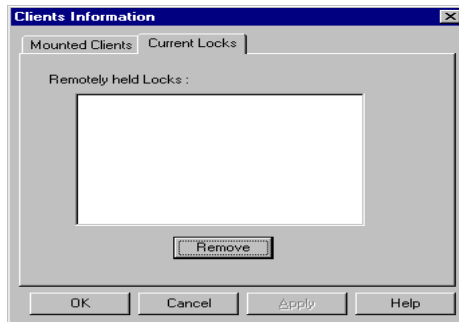 Clients Information
Mounted Clients Current Locks
Remotely held Locks :
Remove
OK Cancel Apply Help